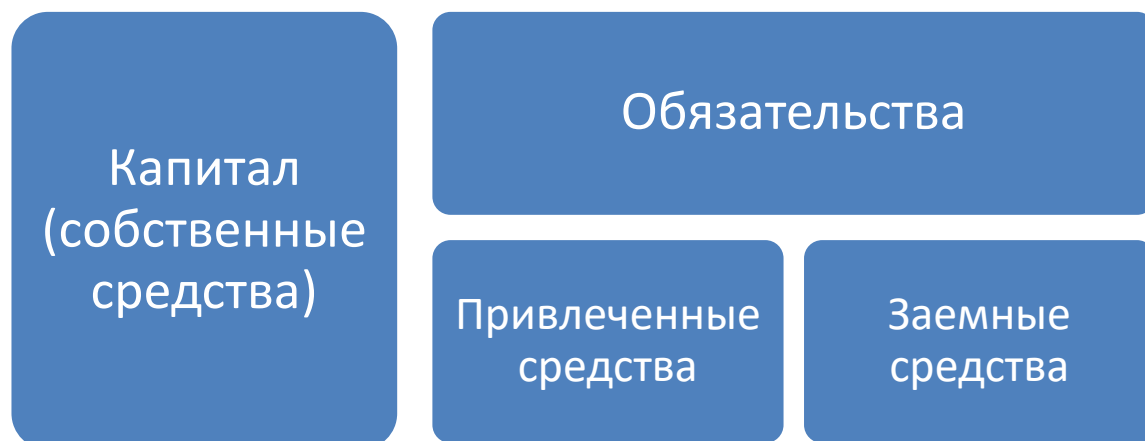 Капитал
(собственные
средства)
Обязательства
Привлеченные
средства
Заемные
средства